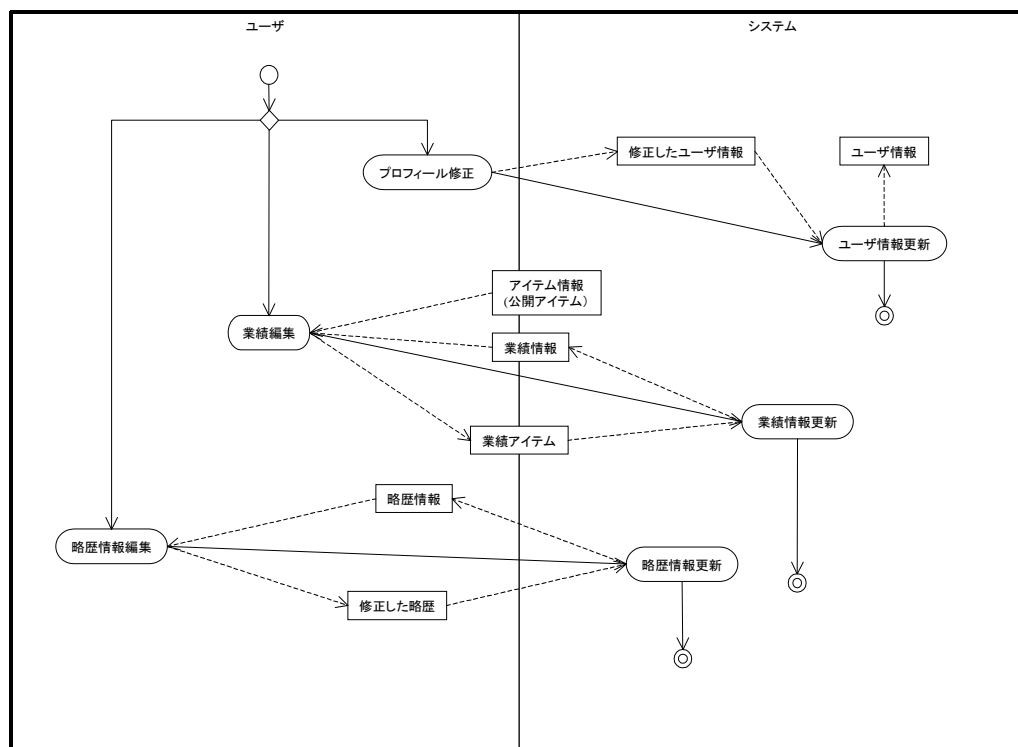 ユーザ
システム
プロフィール修正
修正したユーザ情報
ユーザ情報
ユーザ情報更新
アイテム情報
(公開アイテム）
業績編集
業績情報
業績情報更新
業績アイテム
略歴情報
略歴情報編集
略歴情報更新
修正した略歴